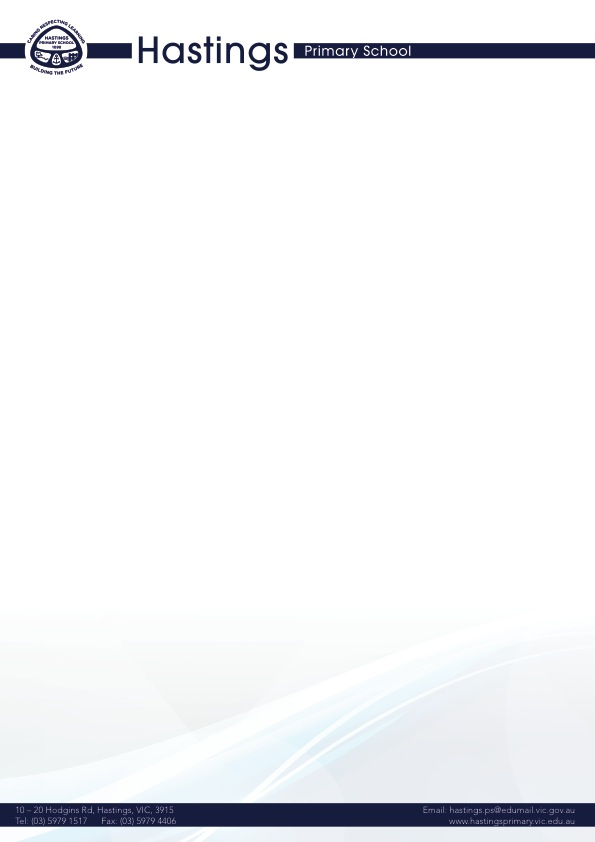 CARING RESPECTING LEARNING
HASTINGS
PRIMARY SCHOOL
1098
BUILDING THE FUTURE
Hastings Primary School
10 – 20 Hodgins Rd, Hastings, VIC, 3915
Tel: (03) 5979 1517 Fax: (03) 5979 4406
Email: hastings.ps@edumail.vic.gov.au
www.hastingsprimary.vic.edu.au